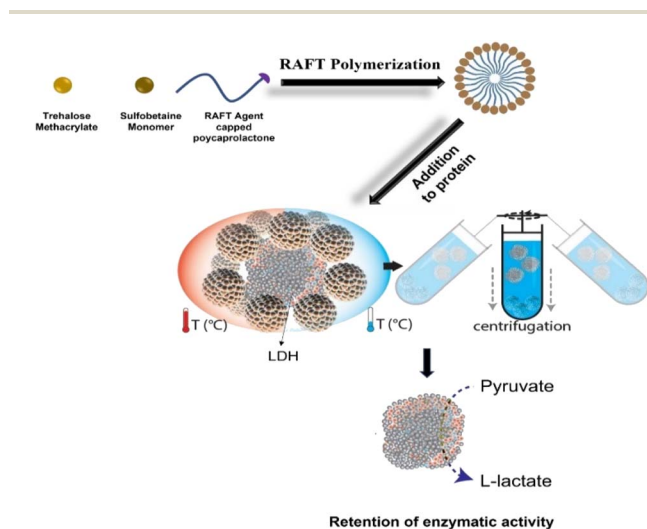 RAFT Polymerization
Trehalose
Methacrylate
Sulfobetaine
Monomer
RAFT Agent
capped
poycaprolactone
Addition
to protein
T (°C)
T (°C)
LDH
centrifugation
Pyruvate
L-lactate
Retention of enzymatic activity